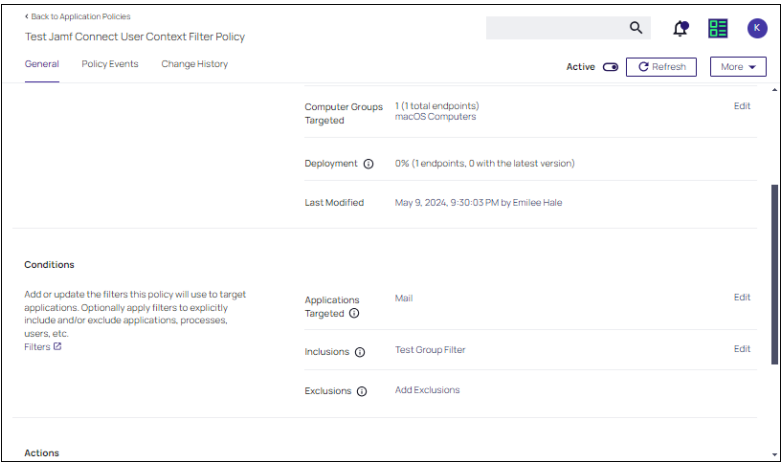 Back to Application Policies
Test Jamf Connect User Context Filter Policy
K
General Policy Events Change History
Active Refresh More
Computer Groups Targeted
1 (1 total endpoints)
macOS Computers
Edit
Deployment
0% (1 endpoints, 0 with the latest version)
Last Modified
May 9, 2024, 9:30:03 PM by Emilee Hale
Conditions
Add or update the filters this policy will use to target
applications. Optionally apply filters to explicitly
include and/or exclude applications, processes,
users, etc.
Filters
Applications
Targeted
Mail
Edit
Inclusions
Test Group Filter
Edit
Exclusions
Add Exclusions
Actions